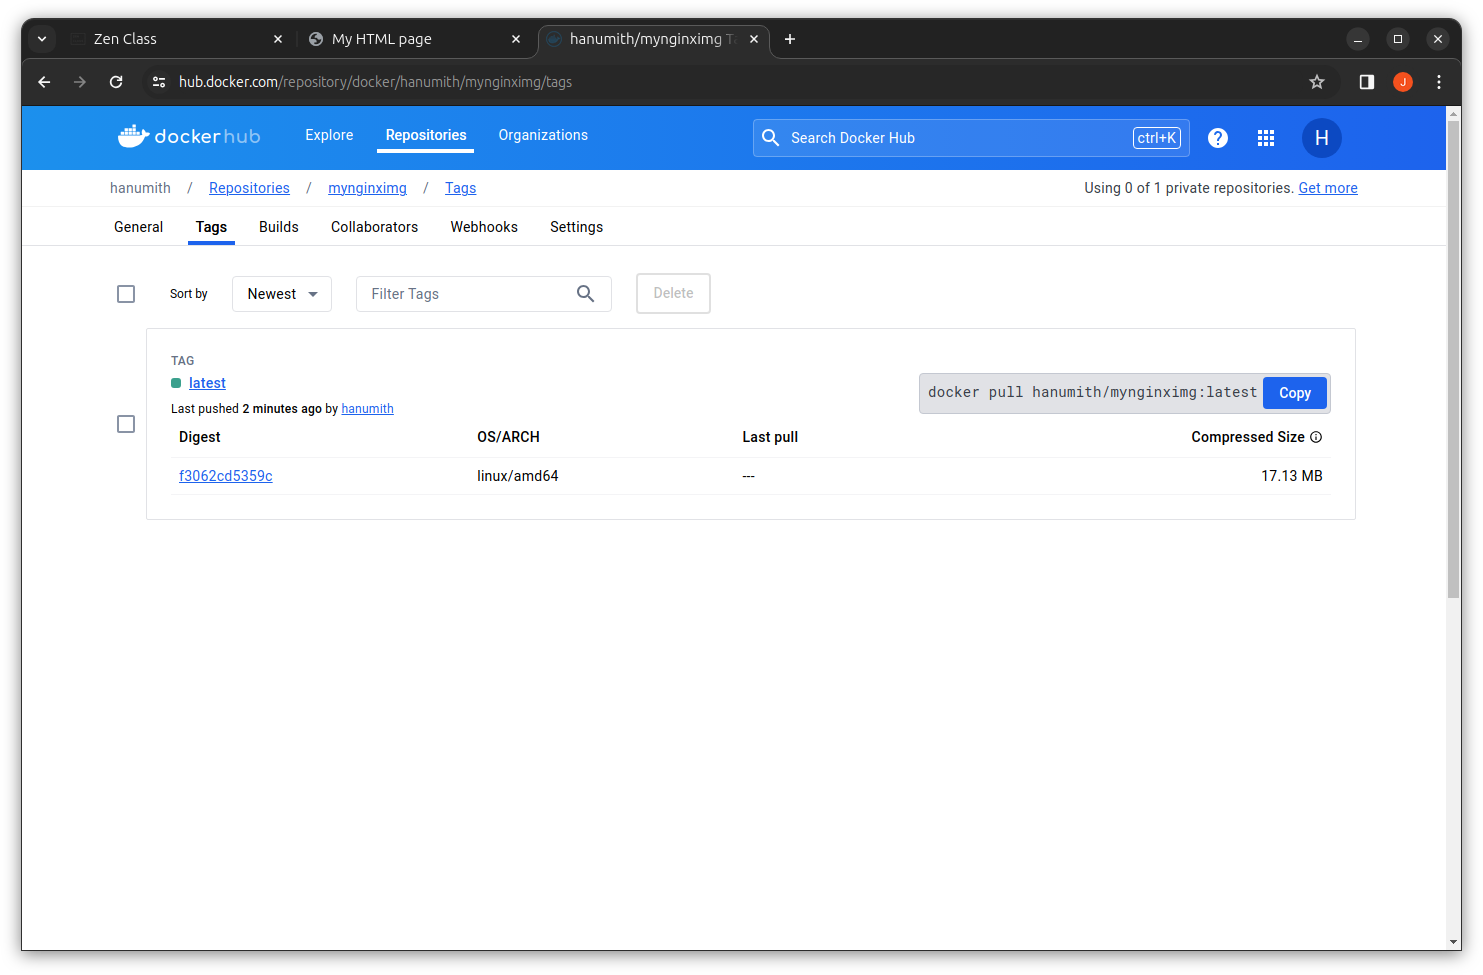 Zen Class
My HTML page
hanumith/mynginximg T
hub.docker.com/repository/docker/hanumith/mynginximg/tags
J
dockerhub
Explore
Repositories
Organizations
Search Docker Hub
ctrl+K
?
H
hanumith / Repositories / mynginximg / Tags
Using 0 of 1 private repositories. Get more
General
Tags
Builds
Collaborators
Webhooks
Settings
Sort by
Newest
Filter Tags
Delete
TAG
latest
docker pull hanumith/mynginximg:latest
Copy
Last pushed 2 minutes ago by hanumith
Digest
OS/ARCH
Last pull
Compressed Size
f3062cd5359c
linux/amd64
---
17.13 MB